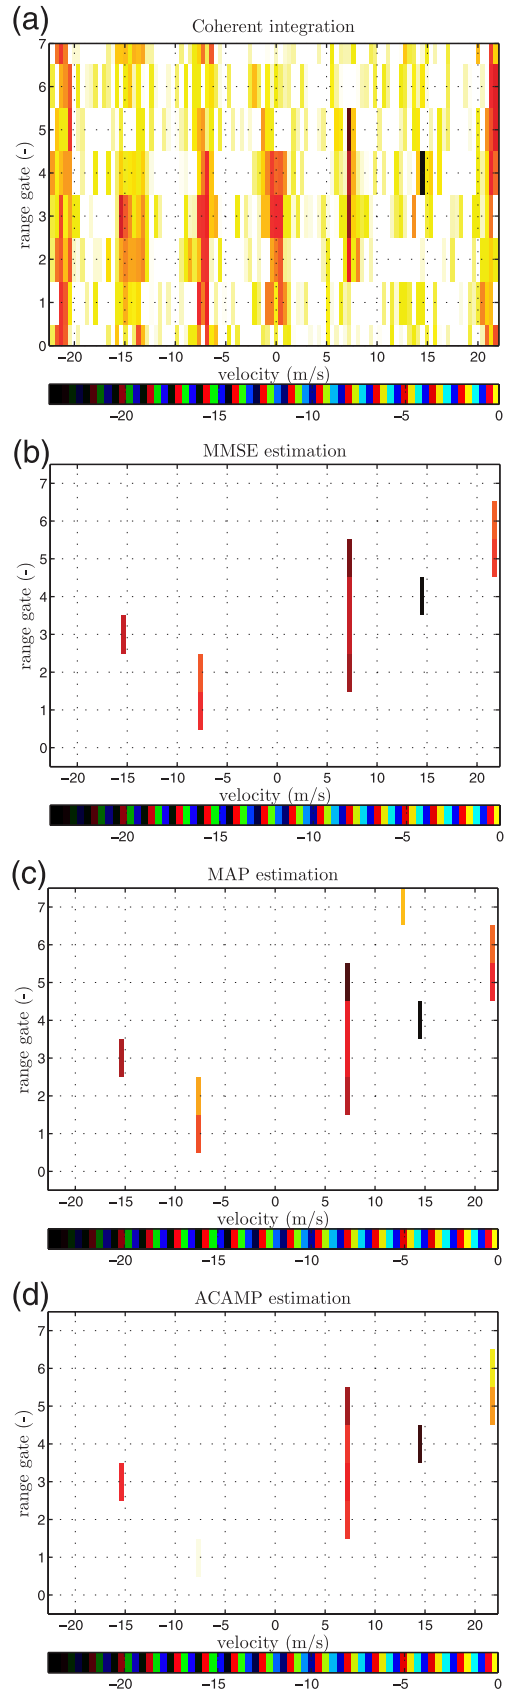 (a) Coherent integration
7
6
5
4
3
2
1
0
range gate (-)
−20 −15 −10 −5 0 5 10 15 20
velocity (m/s)
−20 −15 −10 −5 0
(b) MMSE estimation
7
6
5
4
3
2
1
0
range gate (-)
−20 −15 −10 −5 0 5 10 15 20
velocity (m/s)
−20 −15 −10 −5 0
(c) MAP estimation
7
6
5
4
3
2
1
0
range gate (-)
−20 −15 −10 −5 0 5 10 15 20
velocity (m/s)
−20 −15 −10 −5 0
(d) ACAMP estimation
7
6
5
4
3
2
1
0
range gate (-)
−20 −15 −10 −5 0 5 10 15 20
velocity (m/s)
−20 −15 −10 −5 0